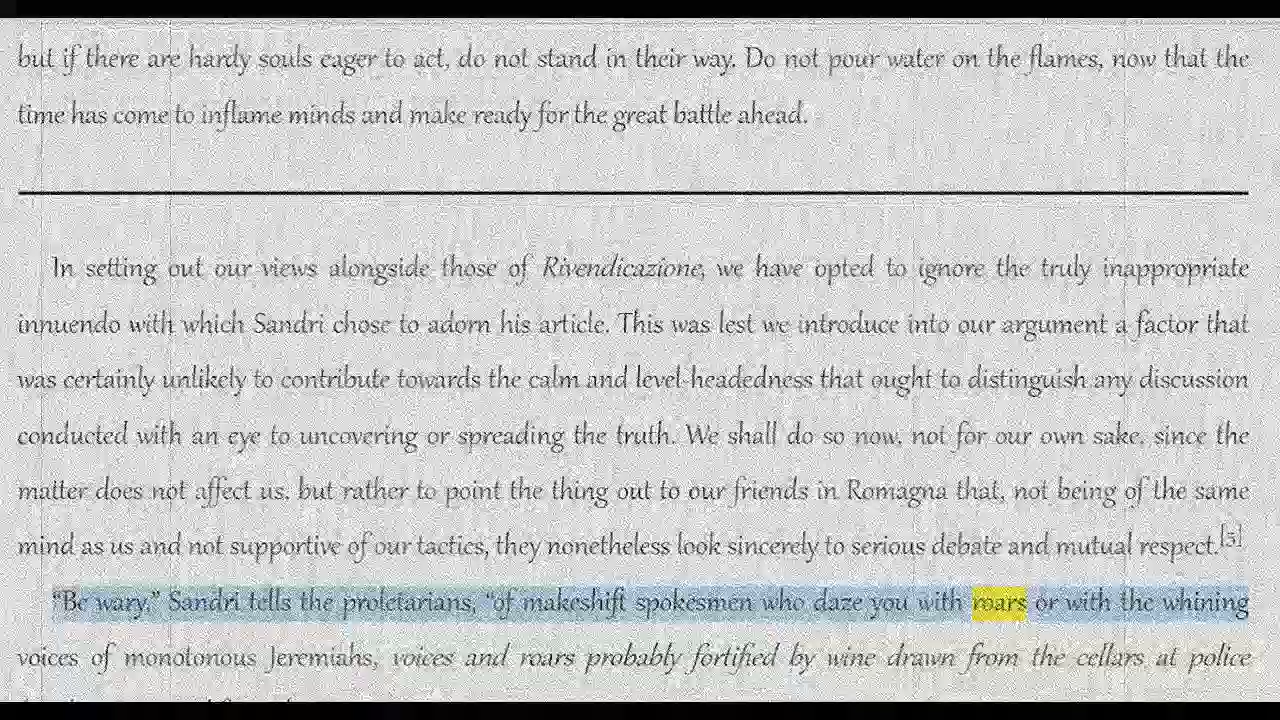 but if there are hardy souls eager to act, do not stand in their way. Do not pour water on the flames, now that the
time has come to inflame minds and make ready for the great battle ahead.
In setting out our views alongside those of Rivendicazione, we have opted to ignore the truly inappropriate
innuendo with which Sandri chose to adorn his article. This was lest we introduce into our argument a factor that
was certainly unlikely to contribute towards the calm and level-headedness that ought to distinguish any discussion
conducted with an eye to uncovering or spreading the truth. We shall do so now, not for our own sake, since the
matter does not affect us, but rather to point the thing out to our friends in Romagna that, not being of the same
mind as us and not supportive of our tactics, they nonetheless look sincerely to serious debate and mutual respect.[5]
“Be wary,” Sandri tells the proletarians, “of makeshift spokesmen who daze you with roars or with the whining
voices of monotonous Jeremiahs, voices and roars probably fortified by wine drawn from the cellars at police